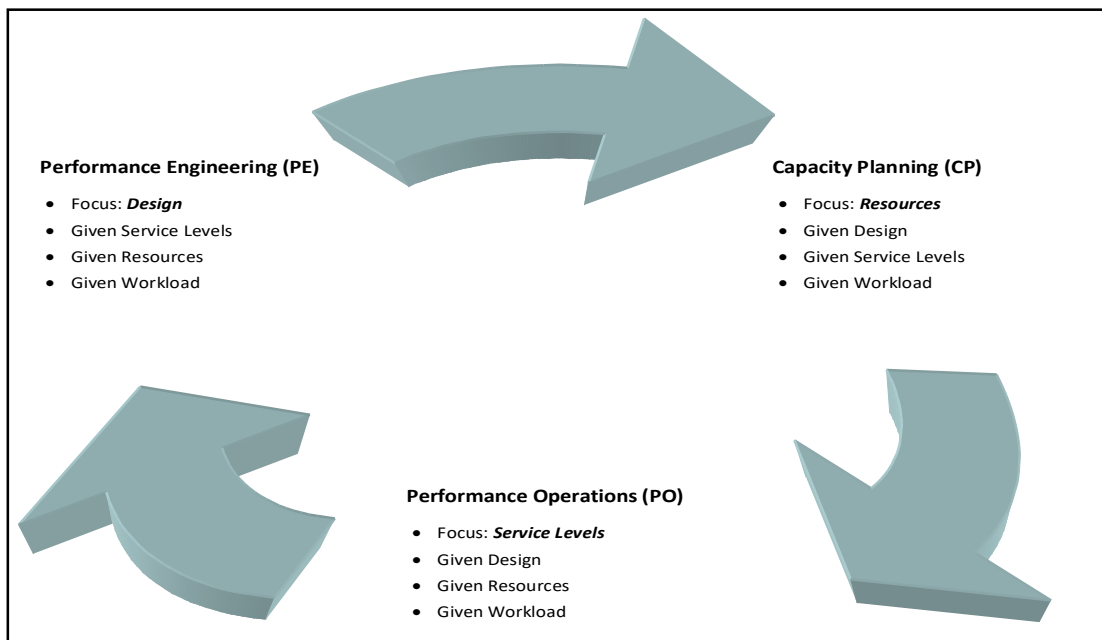 Performance Engineering (PE)
• Focus: Design
• Given Service Levels
• Given Resources
• Given Workload
Capacity Planning (CP)
• Focus: Resources
• Given Design
• Given Service Levels
• Given Workload
Performance Operations (PO)
• Focus: Service Levels
• Given Design
• Given Resources
• Given Workload